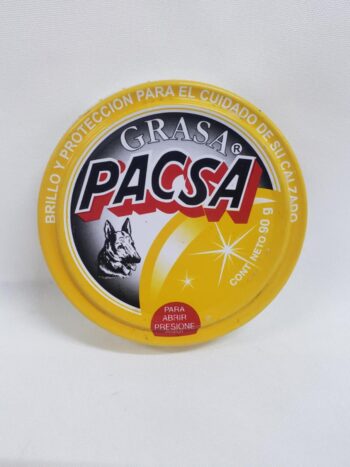 BRILLO Y PROTECCION PARA EL CUIDADO DE SU CALZADO
GRASA®
PACSA
CONT. NETO 90 g
PARA
ABRIR
PRESIONE